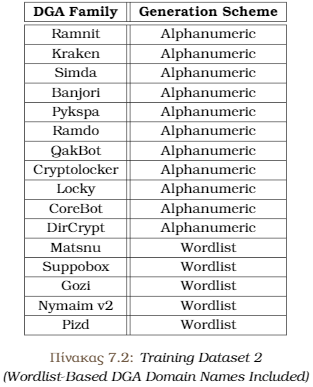 DGA Family Generation Scheme
Ramnit Alphanumeric
Kraken Alphanumeric
Simda Alphanumeric
Banjori Alphanumeric
Pykspa Alphanumeric
Ramdo Alphanumeric
QakBot Alphanumeric
Cryptolocker Alphanumeric
Locky Alphanumeric
CoreBot Alphanumeric
DirCrypt Alphanumeric
Matsnu Wordlist
Suppobox Wordlist
Gozi Wordlist
Nymaim v2 Wordlist
Pizd Wordlist
Πίνακας 7.2: Training Dataset 2
(Wordlist-Based DGA Domain Names Included)